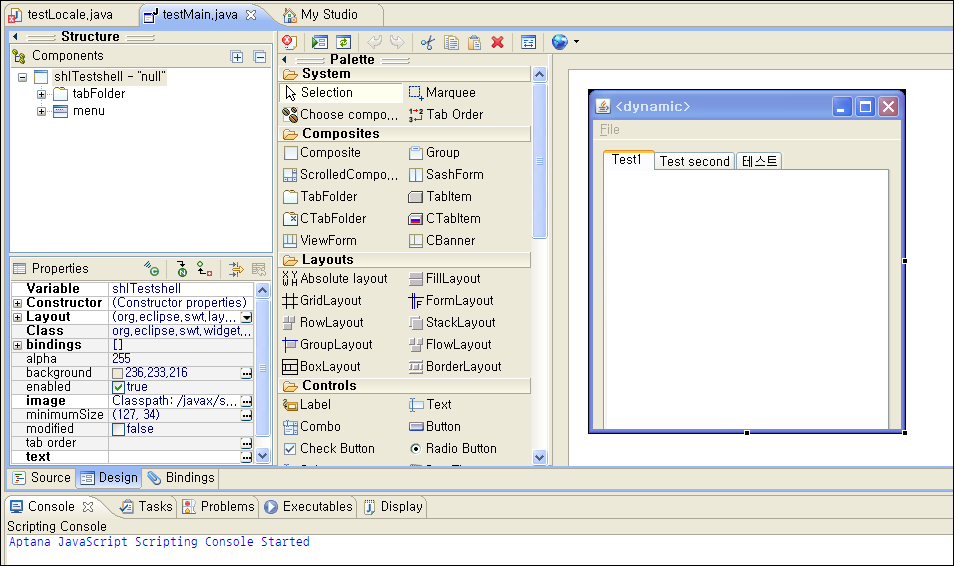 testLocale.java testMain.java My Studio
Structure
Components
shlTestshell - "null"
tabFolder
menu
Properties
Variable shlTestshell
Constructor (Constructor properties)
Layout (org.eclipse.swt.lay...
Class org.eclipse.swt.widget...
bindings []
alpha 255
background 236,233,216
enabled true
image Classpath: /javax/s...
minimumSize (127, 34)
modified false
tab order
text
Palette
System
Selection Marquee
Choose compo... Tab Order
Composites
Composite Group
ScrolledCompo... SashForm
TabFolder TabItem
CTabFolder CTabItem
ViewForm CBanner
Layouts
Absolute layout FillLayout
GridLayout FormLayout
RowLayout StackLayout
GroupLayout FlowLayout
BoxLayout BorderLayout
Controls
Label Text
Combo Button
Check Button Radio Button
<dynamic>
File
Test1 Test second 테스트
Source Design Bindings
Console Tasks Problems Executables Display
Scripting Console
Aptana JavaScript Scripting Console Started